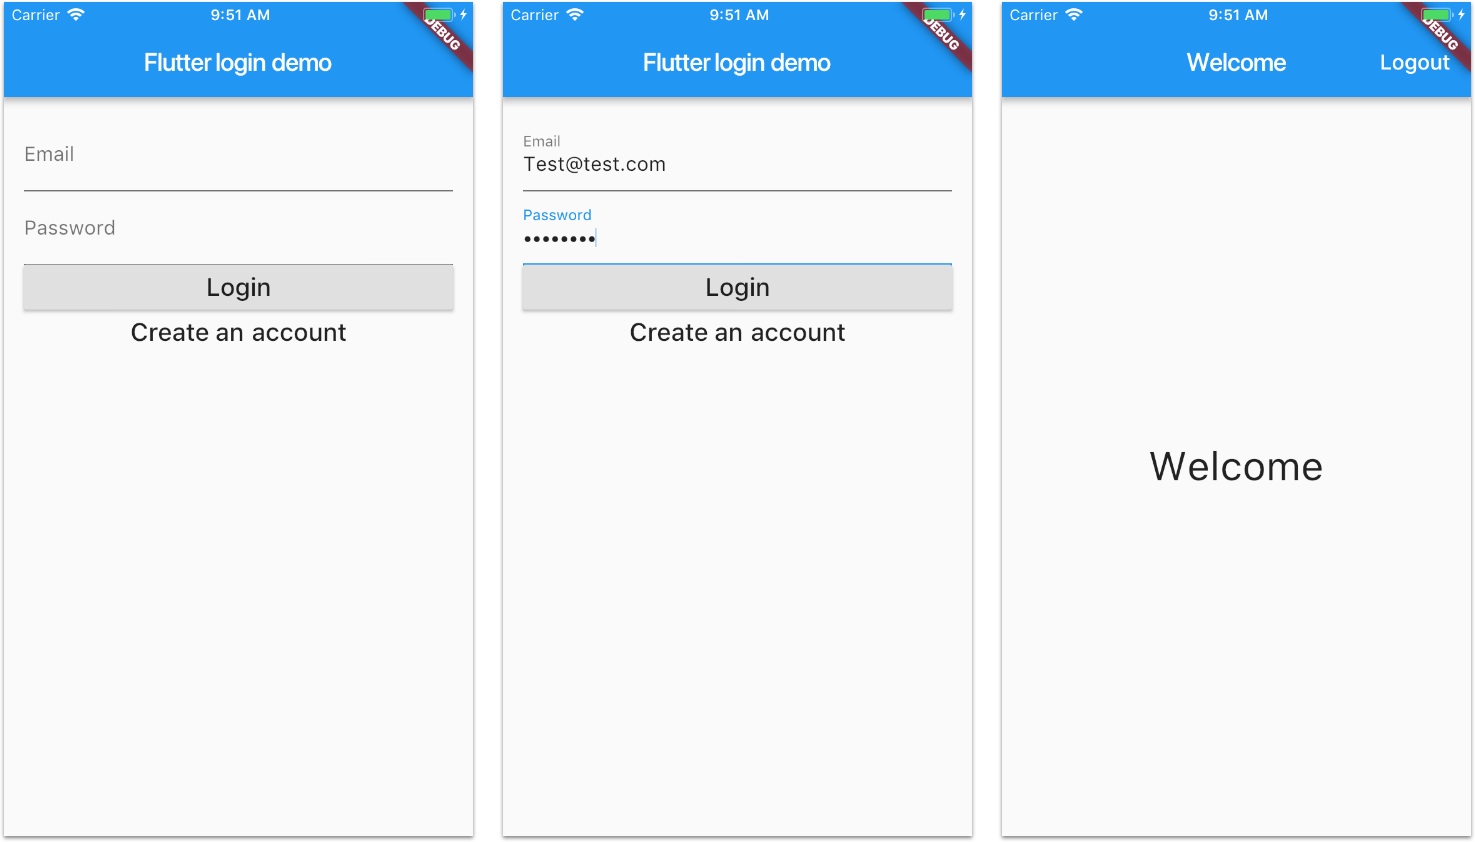 Carrier 9:51 AM
DEBUG
Flutter login demo
Email
Password
Login
Create an account
Carrier 9:51 AM
DEBUG
Flutter login demo
Email
Test@test.com
Password
••••••••
Login
Create an account
Carrier 9:51 AM
DEBUG
Welcome Logout
Welcome